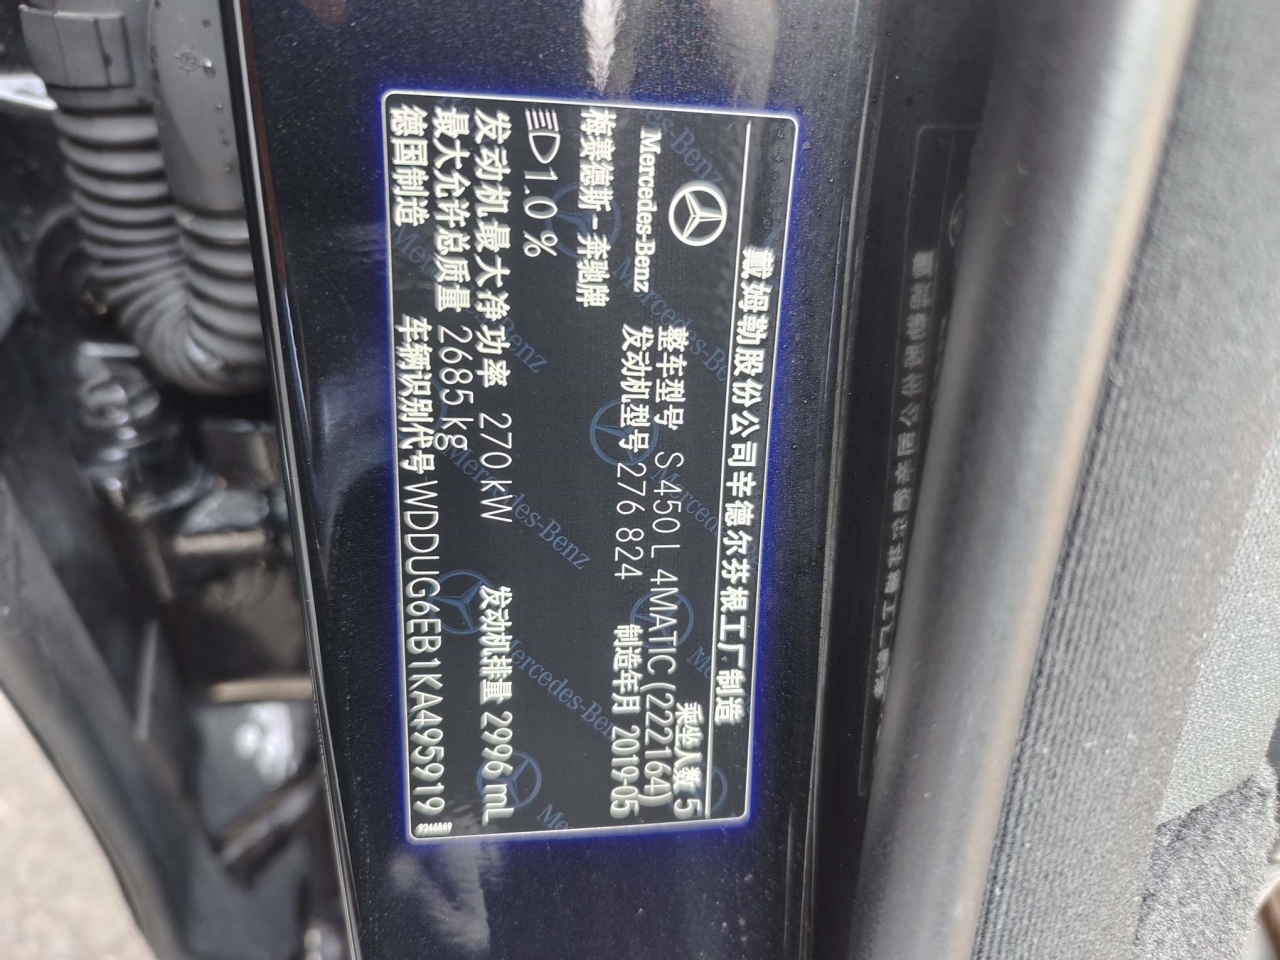 戴姆勒股份公司辛德尔芬根工厂制造
Mercedes-Benz
整车型号 S 450 L 4MATIC (222164)
乘坐人数 5
发动机型号 276 824
制造年月 2019-05
梅赛德斯-奔驰牌
1.0 %
发动机最大净功率 270 kW
发动机排量 2996 mL
最大允许总质量 2685 kg
德国制造
车辆识别代号 WDDUG6EB1KA495919
9346869